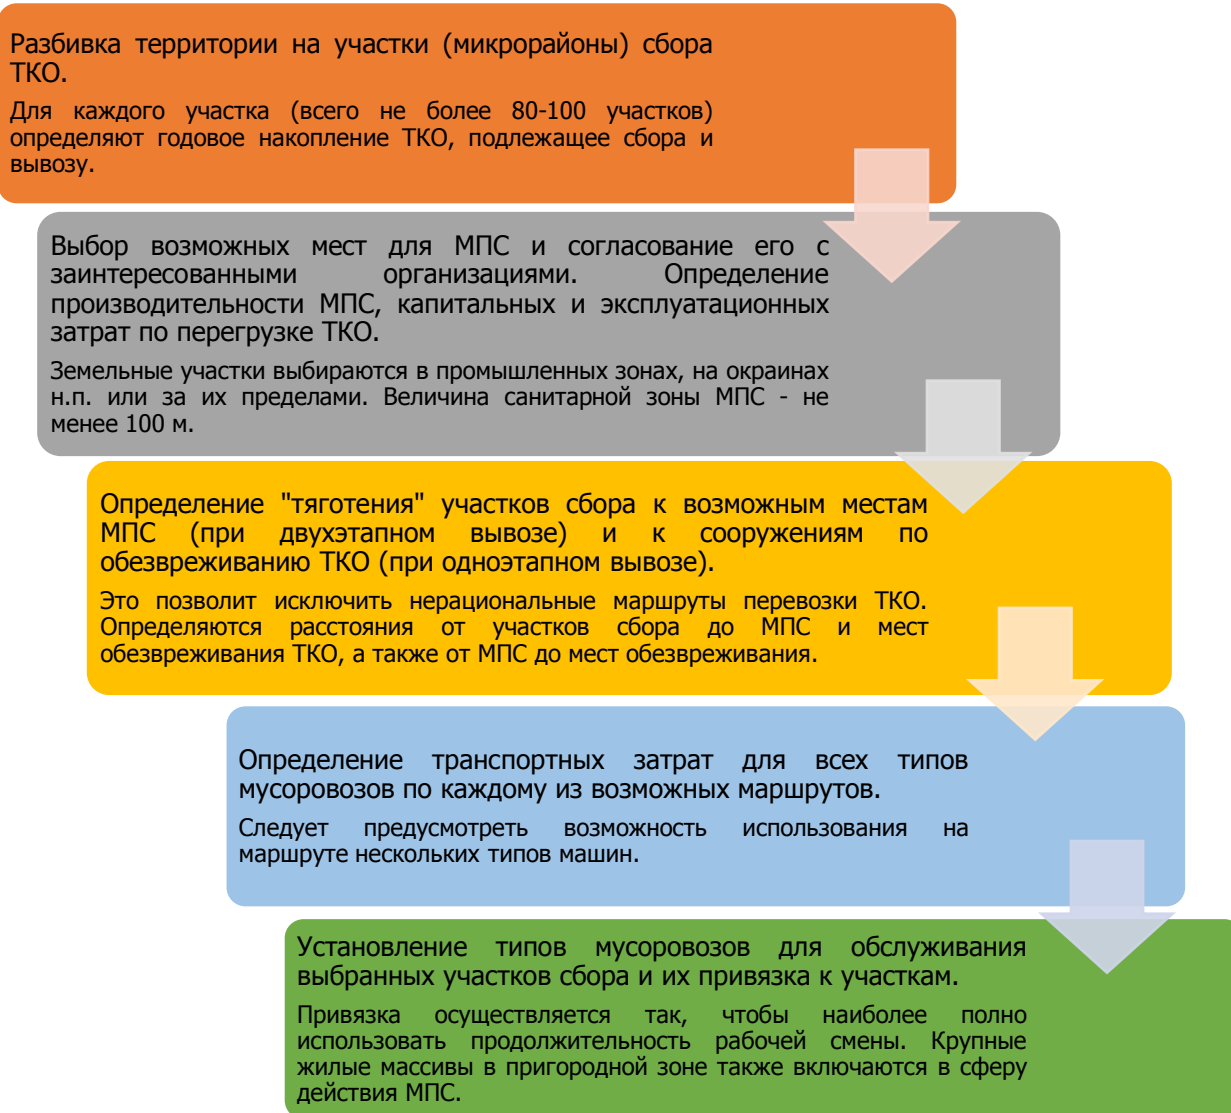 Разбивка территории на участки (микрорайоны) сбора
ТКО.
Для каждого участка (всего не более 80-100 участков)
определяют годовое накопление ТКО, подлежащее сбора и
вывозу.
Выбор возможных мест для МПС и согласование его с
заинтересованными организациями. Определение
производительности МПС, капитальных и эксплуатационных
затрат по перегрузке ТКО.
Земельные участки выбираются в промышленных зонах, на окраинах
н.п. или за их пределами. Величина санитарной зоны МПС - не
менее 100 м.
Определение "тяготения" участков сбора к возможным местам
МПС (при двухэтапном вывозе) и к сооружениям по
обезвреживанию ТКО (при одноэтапном вывозе).
Это позволит исключить нерациональные маршруты перевозки ТКО.
Определяются расстояния от участков сбора до МПС и мест
обезвреживания ТКО, а также от МПС до мест обезвреживания.
Определение транспортных затрат для всех типов
мусоровозов по каждому из возможных маршрутов.
Следует предусмотреть возможность использования на
маршруте нескольких типов машин.
Установление типов мусоровозов для обслуживания
выбранных участков сбора и их привязка к участкам.
Привязка осуществляется так, чтобы наиболее полно
использовать продолжительность рабочей смены. Крупные
жилые массивы в пригородной зоне также включаются в сферу
действия МПС.